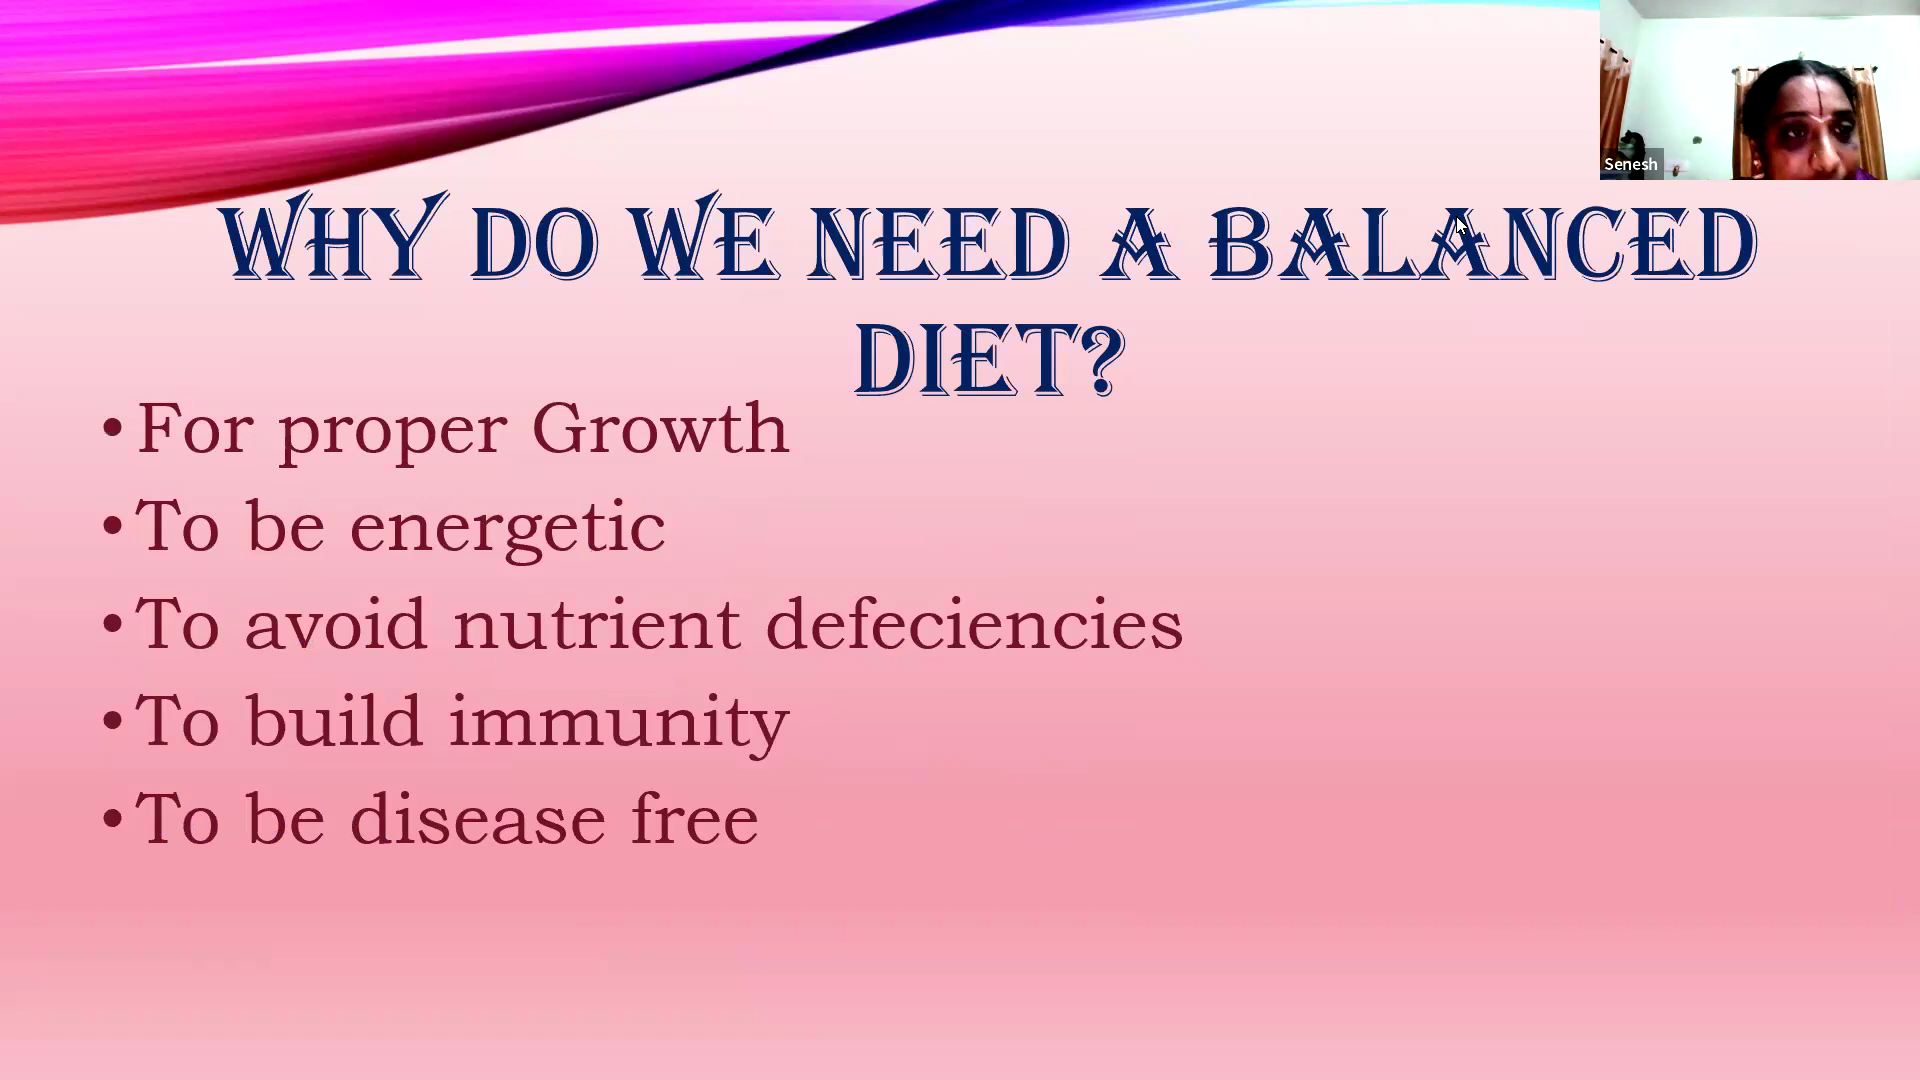 Senesh
WHY DO WE NEED A BALANCED
DIET?
• For proper Growth
• To be energetic
• To avoid nutrient defeciencies
• To build immunity
• To be disease free